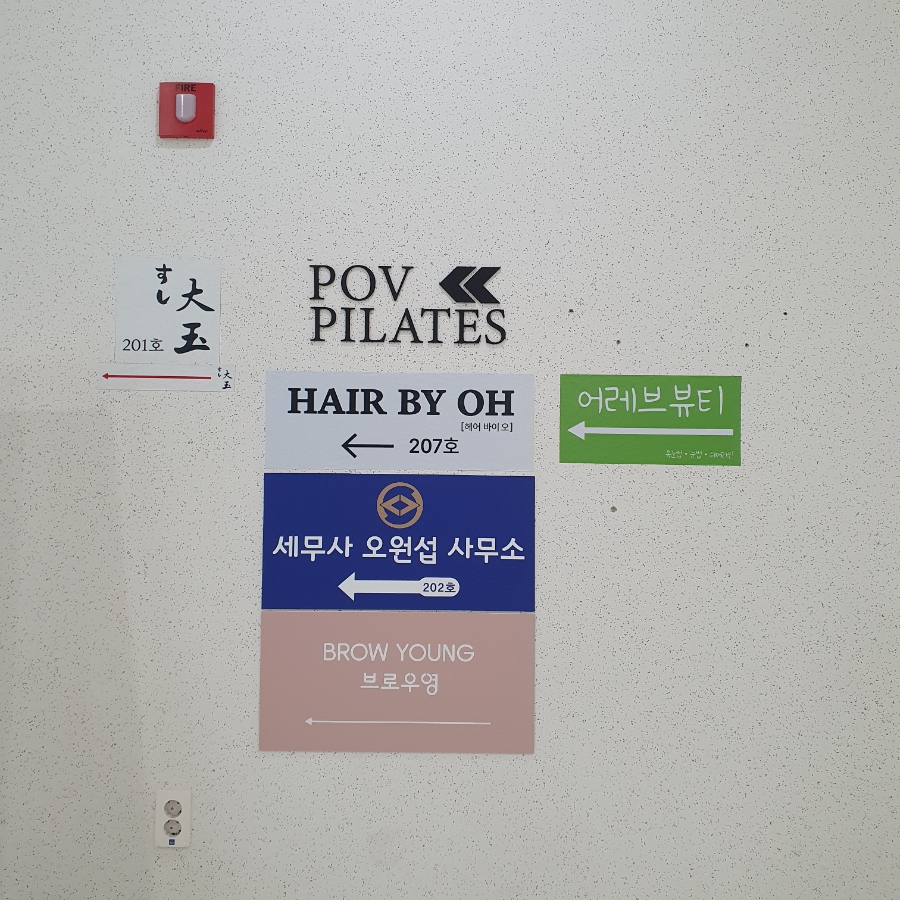 FIRE
すし
大玉
201호
大玉
POV
PILATES
HAIR BY OH
[헤어 바이 오]
207호
어레브뷰티
세무사 오원섭 사무소
202호
BROW YOUNG
브로우영